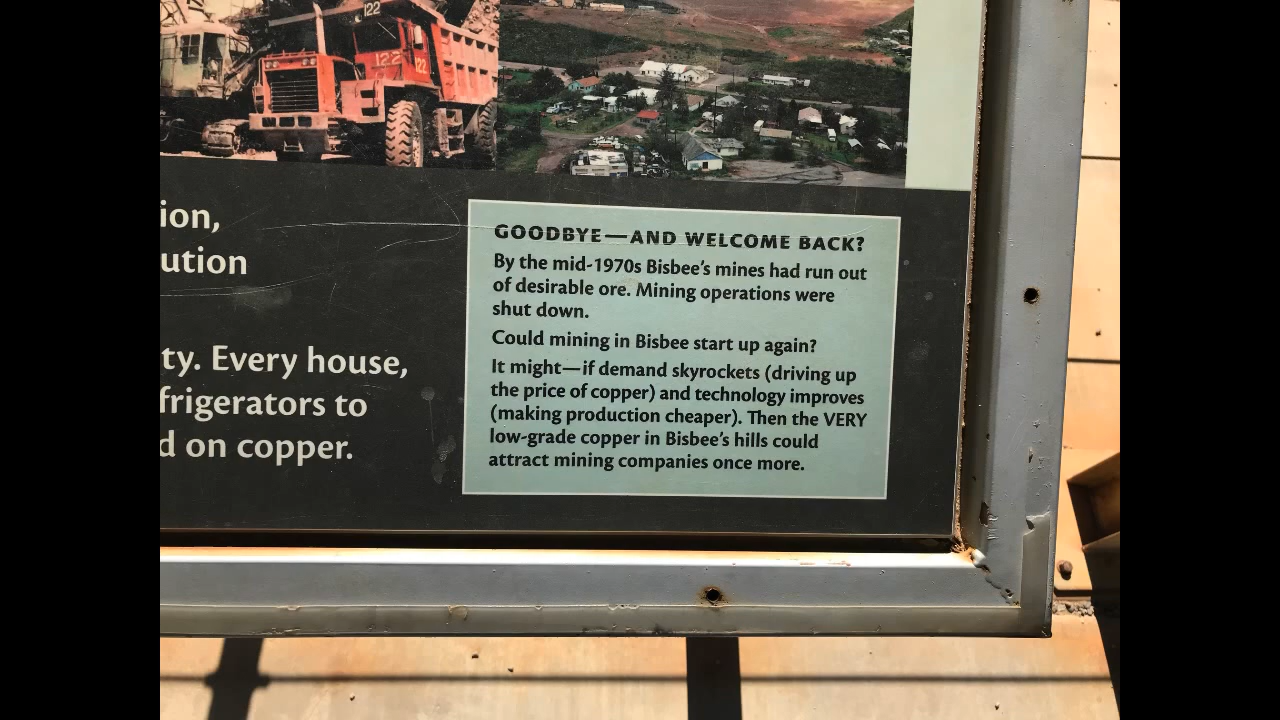 122
122
122
ion,
ution
ty. Every house,
frigerators to
d on copper.
GOODBYE—AND WELCOME BACK?
By the mid-1970s Bisbee's mines had run out
of desirable ore. Mining operations were
shut down.
Could mining in Bisbee start up again?
It might—if demand skyrockets (driving up
the price of copper) and technology improves
(making production cheaper). Then the VERY
low-grade copper in Bisbee's hills could
attract mining companies once more.